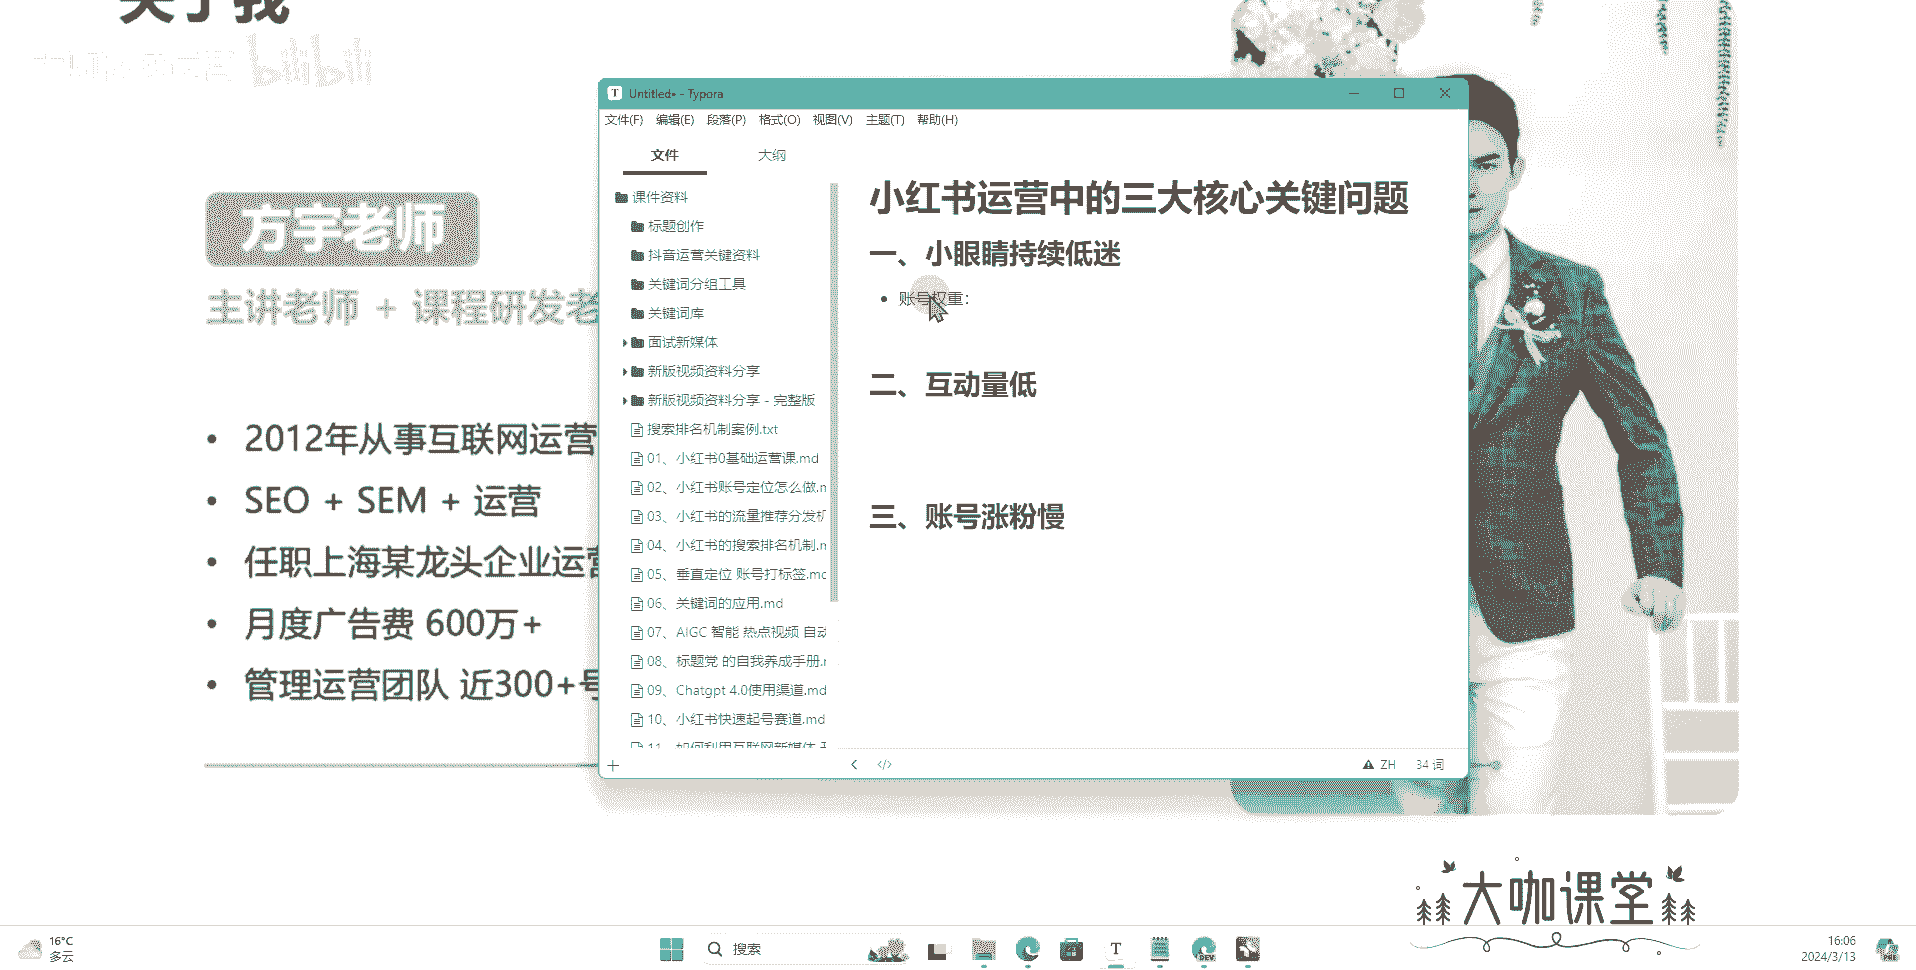 关于我
bilibili
方宇老师
主讲老师 + 课程研发老
• 2012年从事互联网运营
• SEO + SEM + 运营
• 任职上海某龙头企业运营
• 月度广告费 600万+
• 管理运营团队 近300+号
Untitled• - Typora
文件(F) 编辑(E) 段落(P) 格式(O) 视图(V) 主题(T) 帮助(H)
文件 大纲
课件资料
标题创作
抖音运营关键资料
关键词分组工具
关键词库
面试新媒体
新版视频资料分享
新版视频资料分享 - 完整版
搜索排名机制案例.txt
01、小红书0基础运营课.md
02、小红书账号定位怎么做.m
03、小红书的流量推荐分发机
04、小红书的搜索排名机制.m
05、垂直定位 账号打标签.md
06、关键词的应用.md
07、AIGC 智能 热点视频 自动
08、标题党 的自我养成手册.m
09、Chatgpt 4.0使用渠道.md
10、小红书快速起号赛道.md
11、如何利用互联网新媒体
小红书运营中的三大核心关键问题
一、小眼睛持续低迷
• 账号权重：
二、互动量低
三、账号涨粉慢
ZH 34 词
大咖课堂
16°C
多云
搜索
T
DEV
16:06
2024/3/13
PRE